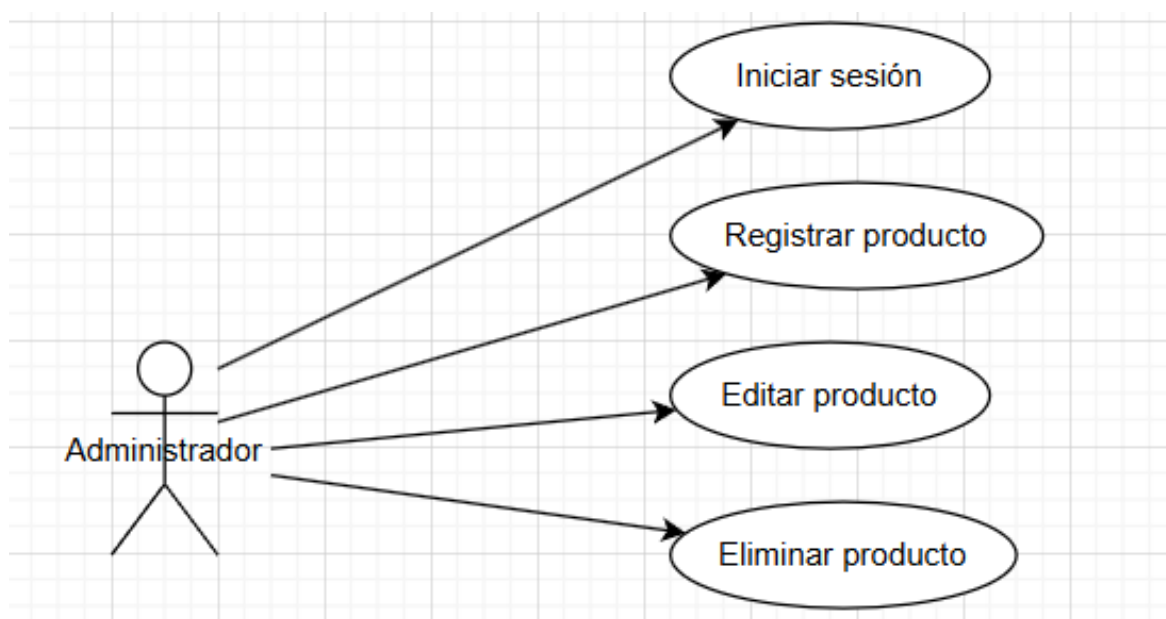 Iniciar sesión
Registrar producto
Editar producto
Administrador
Eliminar producto